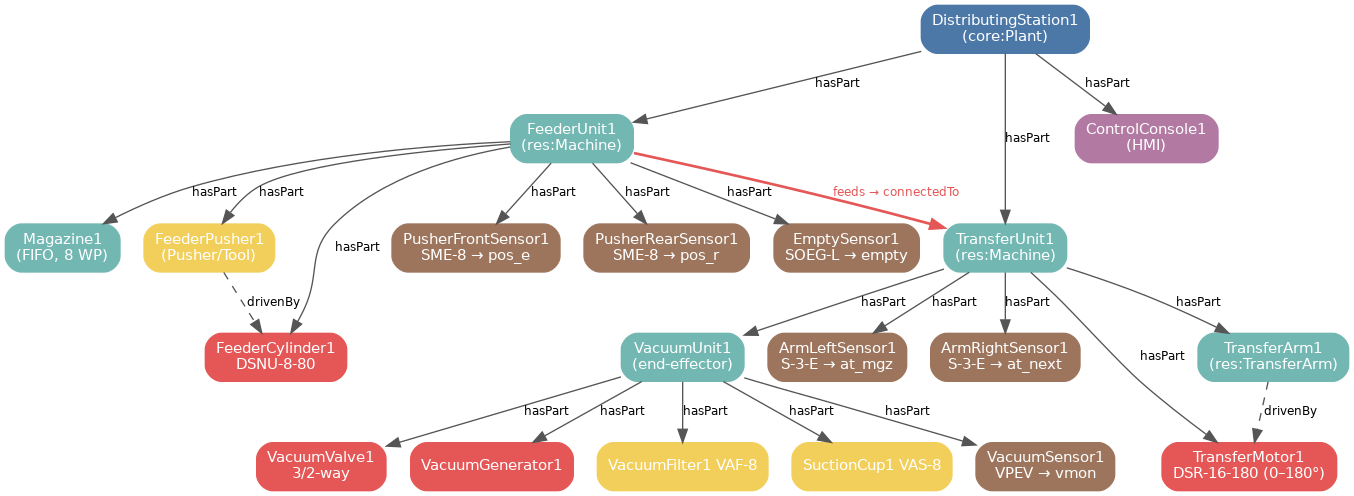 DistributingStation1
(core:Plant)
hasPart
hasPart
hasPart
FeederUnit1
(res:Machine)
ControlConsole1
(HMI)
hasPart
hasPart
hasPart
hasPart
hasPart
hasPart
feeds → connectedTo
Magazine1
(FIFO, 8 WP)
FeederPusher1
(Pusher/Tool)
PusherFrontSensor1
SME-8 → pos_e
PusherRearSensor1
SME-8 → pos_r
EmptySensor1
SOEG-L → empty
TransferUnit1
(res:Machine)
drivenBy
hasPart
hasPart
hasPart
hasPart
hasPart
FeederCylinder1
DSNU-8-80
VacuumUnit1
(end-effector)
ArmLeftSensor1
S-3-E → at_mgz
ArmRightSensor1
S-3-E → at_next
TransferArm1
(res:TransferArm)
hasPart
hasPart
hasPart
hasPart
hasPart
drivenBy
VacuumValve1
3/2-way
VacuumGenerator1
VacuumFilter1 VAF-8
SuctionCup1 VAS-8
VacuumSensor1
VPEV → vmon
TransferMotor1
DSR-16-180 (0–180°)